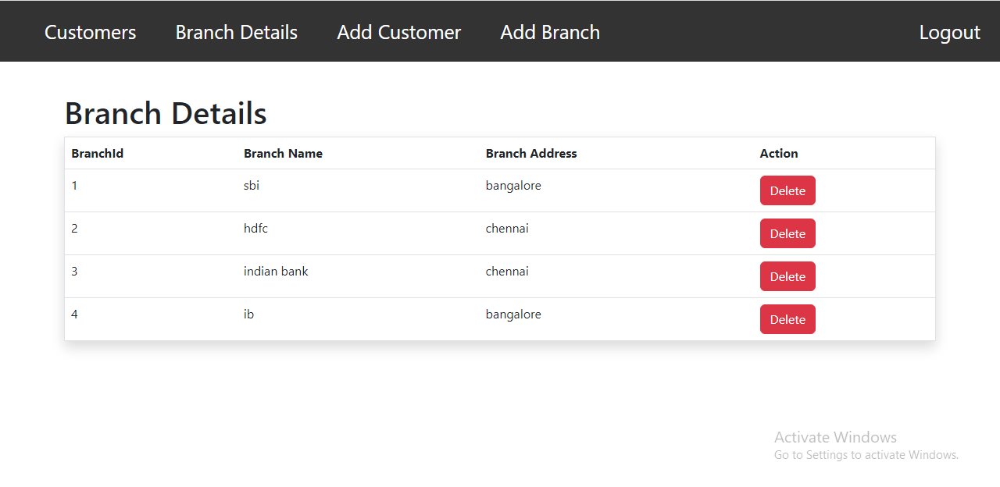 Customers Branch Details Add Customer Add Branch Logout
Branch Details
BranchId Branch Name Branch Address Action
1 sbi bangalore Delete
2 hdfc chennai Delete
3 indian bank chennai Delete
4 ib bangalore Delete
Activate Windows
Go to Settings to activate Windows.